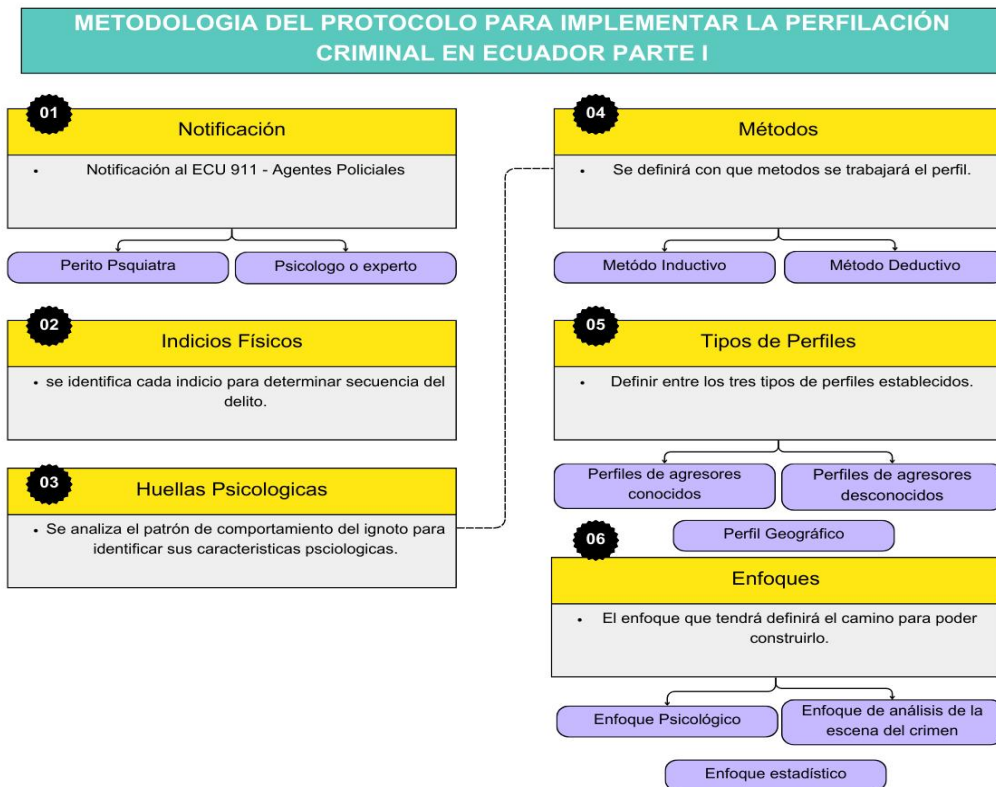 METODOLOGIA DEL PROTOCOLO PARA IMPLEMENTAR LA PERFILACIÓN
CRIMINAL EN ECUADOR PARTE I
01
Notificación
• Notificación al ECU 911 - Agentes Policiales
Perito Psquiatra
Psicologo o experto
02
Indicios Físicos
• se identifica cada indicio para determinar secuencia del
delito.
03
Huellas Psicologicas
• Se analiza el patrón de comportamiento del ignoto para
identificar sus caracteristicas psciologicas.
04
Métodos
• Se definirá con que metodos se trabajará el perfil.
Metódo Inductivo
Método Deductivo
05
Tipos de Perfiles
• Definir entre los tres tipos de perfiles establecidos.
Perfiles de agresores
conocidos
Perfiles de agresores
desconocidos
Perfil Geográfico
06
Enfoques
• El enfoque que tendrá definirá el camino para poder
construirlo.
Enfoque Psicológico
Enfoque de análisis de la
escena del crimen
Enfoque estadístico